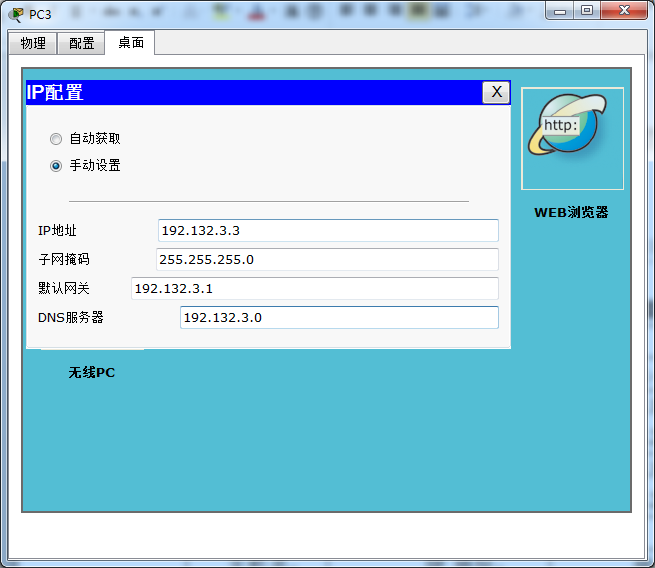 PC3
物理 配置 桌面
IP配置 X
自动获取
手动设置
IP地址 192.132.3.3
子网掩码 255.255.255.0
默认网关 192.132.3.1
DNS服务器 192.132.3.0
http:
WEB浏览器
无线PC